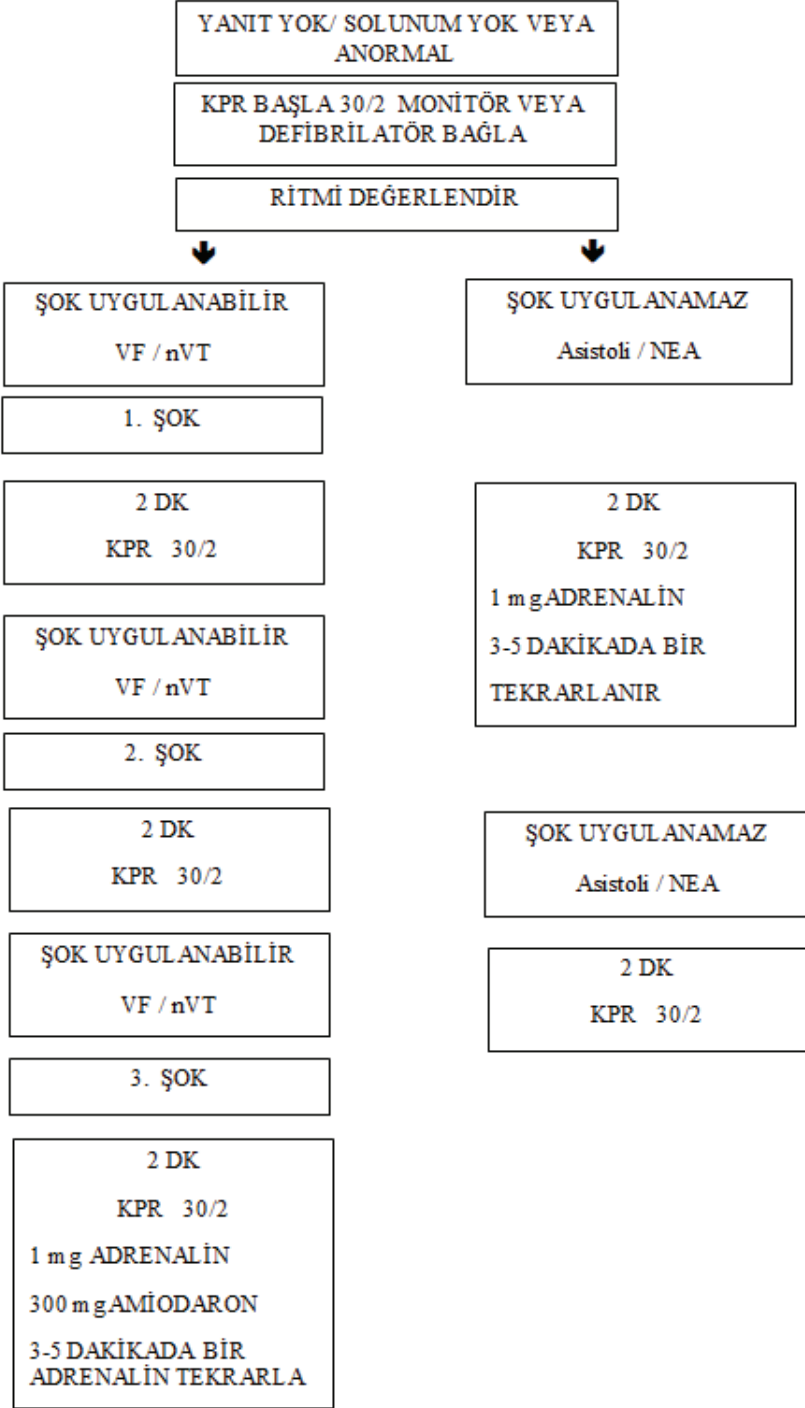 YANIT YOK/ SOLUNUM YOK VEYA
ANORMAL
KPR BAŞLA 30/2 MONİTÖR VEYA
DEFİBRİLATÖR BAĞLA
RİTMİ DEĞERLENDİR
ŞOK UYGULANABİLİR
VF / nVT
1. ŞOK
2 DK
KPR 30/2
ŞOK UYGULANABİLİR
VF / nVT
2. ŞOK
2 DK
KPR 30/2
ŞOK UYGULANABİLİR
VF / nVT
3. ŞOK
2 DK
KPR 30/2
1 mg ADRENALİN
300 mgAMİODARON
3-5 DAKİKADA BİR
ADRENALİN TEKRARLA
ŞOK UYGULANAMAZ
Asistoli / NEA
2 DK
KPR 30/2
1 mgADRENALİN
3-5 DAKİKADA BİR
TEKRARLANIR
ŞOK UYGULANAMAZ
Asistoli / NEA
2 DK
KPR 30/2